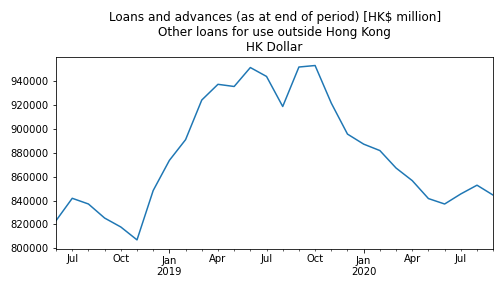 Loans and advances (as at end of period) [HK$ million]
Other loans for use outside Hong Kong
HK Dollar
940000
920000
900000
880000
860000
840000
820000
800000
Jul Oct Jan Apr Jul Oct Jan Apr Jul
2019 2020